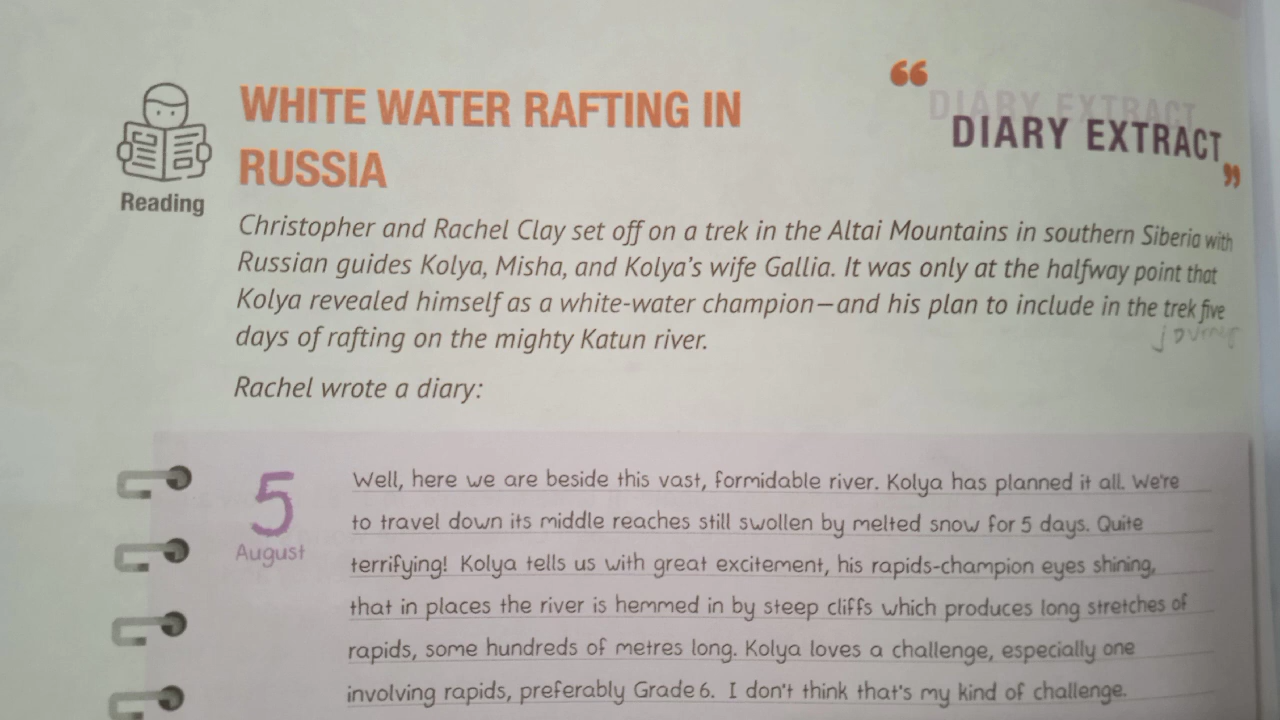 WHITE WATER RAFTING IN
RUSSIA
“ DIARY EXTRACT
DIARY EXTRACT ”
Reading
Christopher and Rachel Clay set off on a trek in the Altai Mountains in southern Siberia with
Russian guides Kolya, Misha, and Kolya's wife Gallia. It was only at the halfway point that
Kolya revealed himself as a white-water champion—and his plan to include in the trek five
days of rafting on the mighty Katun river.
Rachel wrote a diary:
5
August
Well, here we are beside this vast, formidable river. Kolya has planned it all. We're
to travel down its middle reaches still swollen by melted snow for 5 days. Quite
terrifying! Kolya tells us with great excitement, his rapids-champion eyes shining,
that in places the river is hemmed in by steep cliffs which produces long stretches of
rapids, some hundreds of metres long. Kolya loves a challenge, especially one
involving rapids, preferably Grade 6. I don't think that's my kind of challenge.